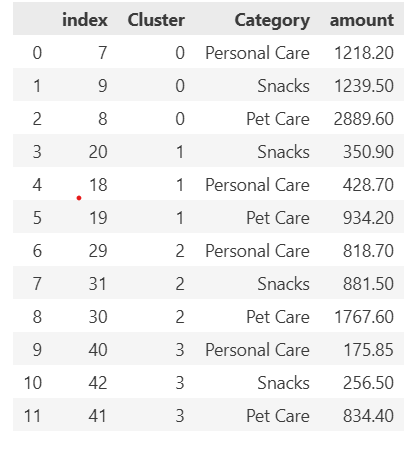 index Cluster Category amount
0 7 0 Personal Care 1218.20
1 9 0 Snacks 1239.50
2 8 0 Pet Care 2889.60
3 20 1 Snacks 350.90
4 18 1 Personal Care 428.70
5 19 1 Pet Care 934.20
6 29 2 Personal Care 818.70
7 31 2 Snacks 881.50
8 30 2 Pet Care 1767.60
9 40 3 Personal Care 175.85
10 42 3 Snacks 256.50
11 41 3 Pet Care 834.40